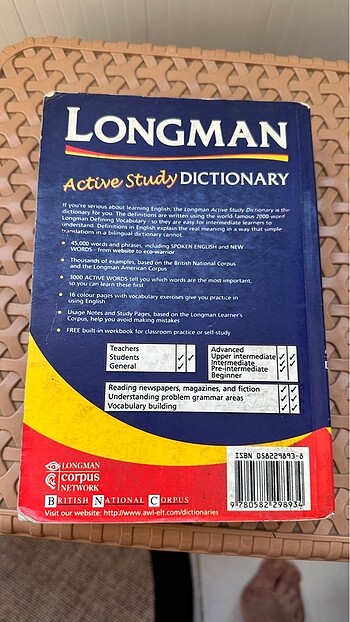 LONGMAN
Active Study DICTIONARY
If you're serious about learning English, the Longman Active Study Dictionary is the
dictionary for you. The definitions are written using the world-famous 2000-word
Longman Defining Vocabulary - so they are easy for intermediate learners to
understand. Definitions in English explain the real meaning in a way that simple
translations in a bilingual dictionary cannot.
• 45,000 words and phrases, including SPOKEN ENGLISH and NEW
WORDS – from website to eco-warrior
• Thousands of examples, based on the British National Corpus
and the Longman American Corpus
• 3000 ACTIVE WORDS tell you which words are the most important,
so you can learn these first
• 16 colour pages with vocabulary exercises give you practice in
using English
• Usage Notes and Study Pages, based on the Longman Learner's
Corpus, help you avoid making mistakes
• FREE built-in workbook for classroom practice or self-study
Teachers
Students ✓ ✓
General ✓
Advanced
Upper intermediate ✓
Intermediate ✓ ✓
Pre-intermediate ✓
Beginner
Reading newspapers, magazines, and fiction ✓ ✓
Understanding problem grammar areas ✓ ✓
Vocabulary building ✓ ✓
LONGMAN
corpus
NETWORK
BRITISH NATIONAL CORPUS
Visit our website: http://www.awl-elt.com/dictionaries
ISBN 058229893-8
9 780582 298934